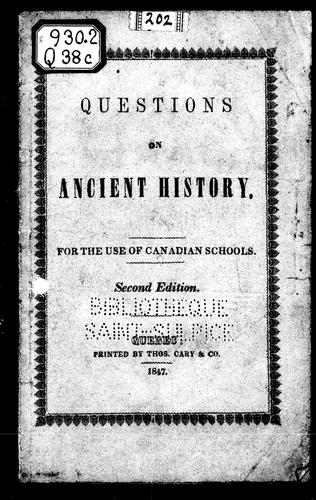 202
930.2
Q 38c
QUESTIONS
ON
ANCIENT HISTORY.
FOR THE USE OF CANADIAN SCHOOLS.
Second Edition.
BIBLIOTHEQUE
SAINT-SULPICE
QUEBEC
PRINTED BY THOS. CARY & CO.
1847.